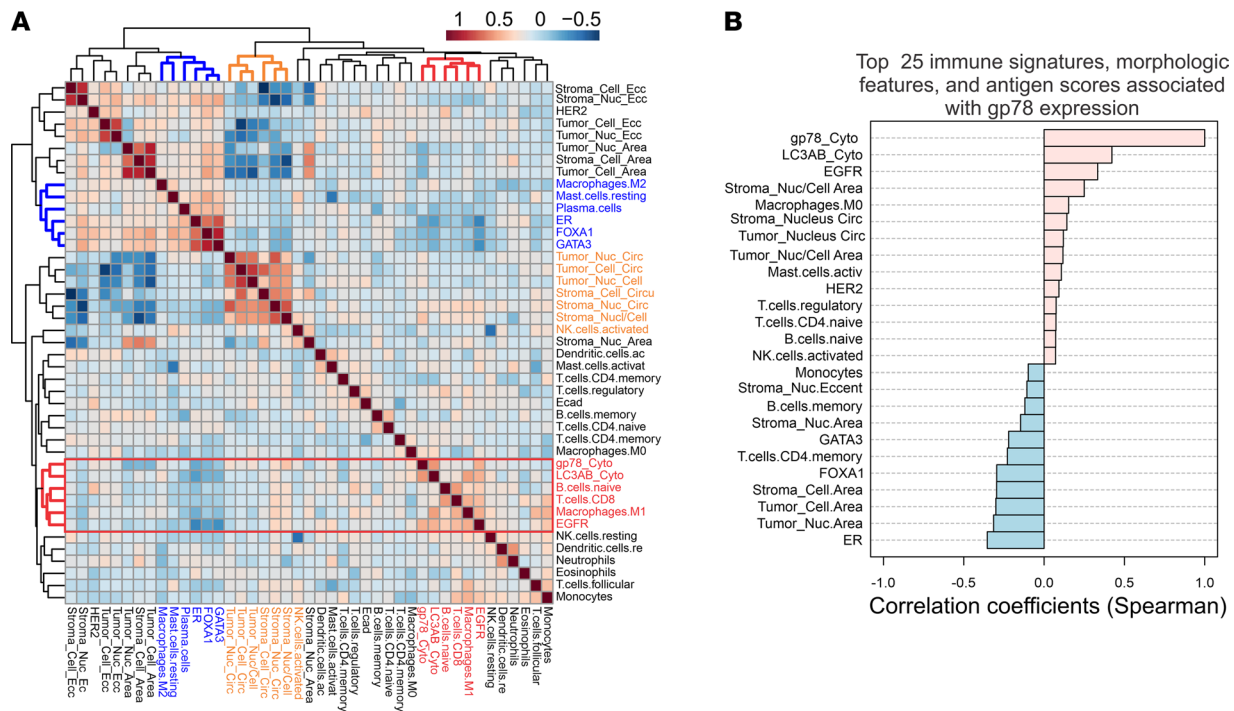 A
1 0.5 0 −0.5
Stroma_Cell_Ecc
Stroma_Nuc_Ecc
HER2
Tumor_Cell_Ecc
Tumor_Nuc_Ecc
Tumor_Nuc_Area
Stroma_Cell_Area
Tumor_Cell_Area
Macrophages.M2
Mast.cells.resting
Plasma.cells
ER
FOXA1
GATA3
Tumor_Nuc_Circ
Tumor_Cell_Circ
Tumor_Nuc_Cell
Stroma_Cell_Circu
Stroma_Nuc_Circ
Stroma_Nucl/Cell
NK.cells.activated
Stroma_Nuc_Area
Dendritic.cells.ac
Mast.cells.activat
T.cells.CD4.memory
T.cells.regulatory
Ecad
B.cells.memory
T.cells.CD4.naive
T.cells.CD4.memory
Macrophages.M0
gp78_Cyto
LC3AB_Cyto
B.cells.naive
T.cells.CD8
Macrophages.M1
EGFR
NK.cells.resting
Dendritic.cells.re
Neutrophils
Eosinophils
T.cells.follicular
Monocytes
Stroma_Cell_Ecc
Stroma_Nuc_Ec
HER2
Tumor_Cell_Ecc
Tumor_Nuc_Ecc
Tumor_Nuc_Area
Stroma_Cell_Area
Tumor_Cell_Area
Macrophages.M2
Mast.cells.resting
Plasma.cells
ER
FOXA1
GATA3
Tumor_Nuc_Circ
Tumor_Cell_Circ
Tumor_Nuc/Cell
Stroma_Cell_Circ
Stroma_Nuc_Circ
Stroma_Nuc/Cell
NK.cells.activated
Stroma_Nuc_Area
Dendritic.cells.ac
Mast.cells.activat
T.cells.CD4.memory
T.cells.regulatory
Ecad
B.cells.memory
T.cells.CD4.naive
T.cells.CD4.memory
Macrophages.M0
gp78_Cyto
LC3AB_Cyto
B.cells.naive
T.cells.CD8
Macrophages.M1
EGFR
NK.cells.resting
Dendritic.cells.re
Neutrophils
Eosinophils
T.cells.follicular
Monocytes
B
Top 25 immune signatures, morphologic
features, and antigen scores associated
with gp78 expression
gp78_Cyto
LC3AB_Cyto
EGFR
Stroma_Nuc/Cell Area
Macrophages.M0
Stroma_Nucleus Circ
Tumor_Nucleus Circ
Tumor_Nuc/Cell Area
Mast.cells.activ
HER2
T.cells.regulatory
T.cells.CD4.naive
B.cells.naive
NK.cells.activated
Monocytes
Stroma_Nuc.Eccent
B.cells.memory
Stroma_Nuc.Area
GATA3
T.cells.CD4.memory
FOXA1
Stroma_Cell.Area
Tumor_Cell.Area
Tumor_Nuc.Area
ER
-1.0 -0.5 0.0 0.5 1.0
Correlation coefficients (Spearman)